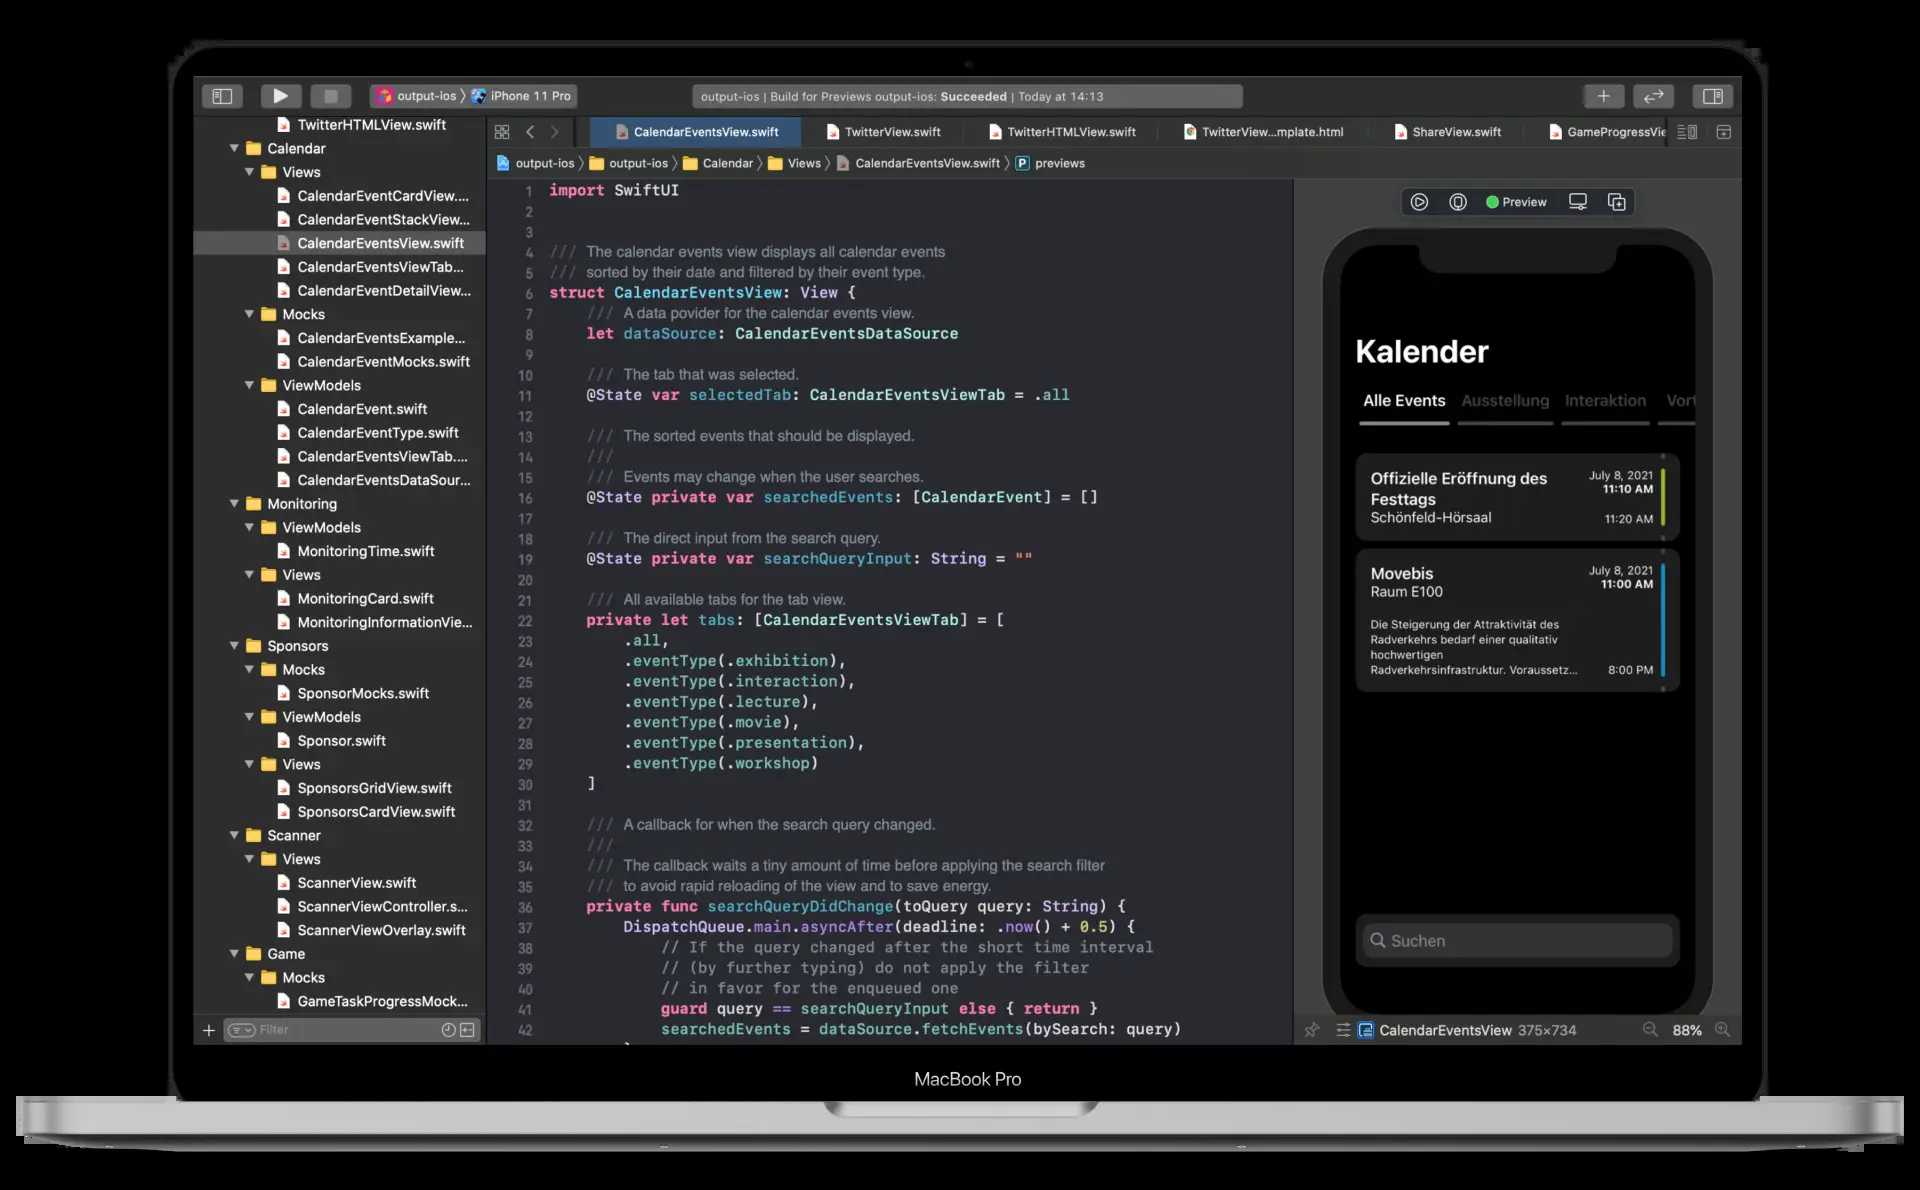 output-ios 〉 iPhone 11 Pro
output-ios | Build for Previews output-ios: Succeeded | Today at 14:13
TwitterHTMLView.swift
Calendar
Views
CalendarEventCardView....
CalendarEventStackView...
CalendarEventsView.swift
CalendarEventsViewTab...
CalendarEventDetailView...
Mocks
CalendarEventsExample...
CalendarEventMocks.swift
ViewModels
CalendarEvent.swift
CalendarEventType.swift
CalendarEventsViewTab....
CalendarEventsDataSour...
Monitoring
ViewModels
MonitoringTime.swift
Views
MonitoringCard.swift
MonitoringInformationVie...
Sponsors
Mocks
SponsorMocks.swift
ViewModels
Sponsor.swift
Views
SponsorsGridView.swift
SponsorsCardView.swift
Scanner
Views
ScannerView.swift
ScannerViewController.s...
ScannerViewOverlay.swift
Game
Mocks
GameTaskProgressMock...
Filter
CalendarEventsView.swift TwitterView.swift TwitterHTMLView.swift TwitterView...mplate.html ShareView.swift GameProgressVie
output-ios 〉 output-ios 〉 Calendar 〉 Views 〉 CalendarEventsView.swift 〉 P previews
1 import SwiftUI
2
3
4 /// The calendar events view displays all calendar events
5 /// sorted by their date and filtered by their event type.
6 struct CalendarEventsView: View {
7 /// A data povider for the calendar events view.
8 let dataSource: CalendarEventsDataSource
9
10 /// The tab that was selected.
11 @State var selectedTab: CalendarEventsViewTab = .all
12
13 /// The sorted events that should be displayed.
14 ///
15 /// Events may change when the user searches.
16 @State private var searchedEvents: [CalendarEvent] = []
17
18 /// The direct input from the search query.
19 @State private var searchQueryInput: String = ""
20
21 /// All available tabs for the tab view.
22 private let tabs: [CalendarEventsViewTab] = [
23 .all,
24 .eventType(.exhibition),
25 .eventType(.interaction),
26 .eventType(.lecture),
27 .eventType(.movie),
28 .eventType(.presentation),
29 .eventType(.workshop)
30 ]
31
32 /// A callback for when the search query changed.
33 ///
34 /// The callback waits a tiny amount of time before applying the search filter
35 /// to avoid rapid reloading of the view and to save energy.
36 private func searchQueryDidChange(toQuery query: String) {
37 DispatchQueue.main.asyncAfter(deadline: .now() + 0.5) {
38 // If the query changed after the short time interval
39 // (by further typing) do not apply the filter
40 // in favor for the enqueued one
41 guard query == searchQueryInput else { return }
42 searchedEvents = dataSource.fetchEvents(bySearch: query)
Preview
Kalender
Alle Events Ausstellung Interaktion Vort
Offizielle Eröffnung des July 8, 2021
Festtags 11:10 AM
Schönfeld-Hörsaal 11:20 AM
Movebis July 8, 2021
Raum E100 11:00 AM
Die Steigerung der Attraktivität des
Radverkehrs bedarf einer qualitativ
hochwertigen
Radverkehrsinfrastruktur. Voraussetz... 8:00 PM
Suchen
CalendarEventsView 375×734 88%
MacBook Pro